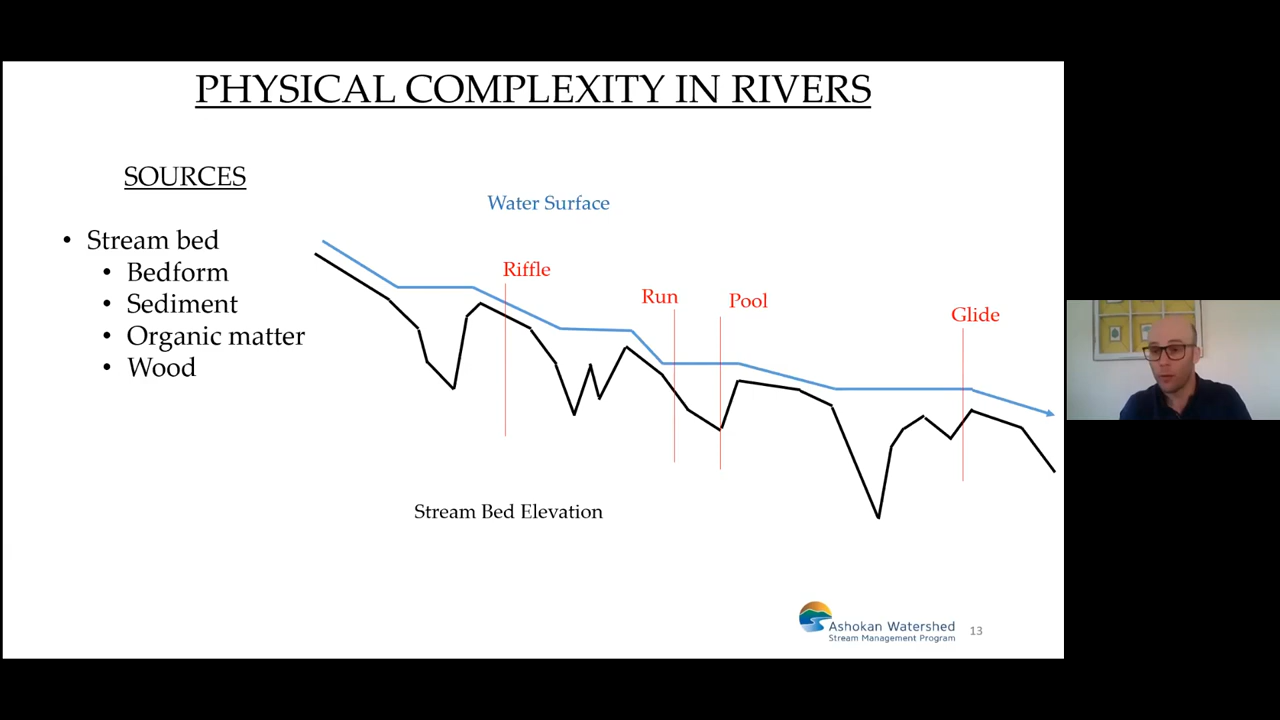 PHYSICAL COMPLEXITY IN RIVERS
SOURCES
• Stream bed
• Bedform
• Sediment
• Organic matter
• Wood
Water Surface
Riffle
Run
Pool
Glide
Stream Bed Elevation
Ashokan Watershed
Stream Management Program
13